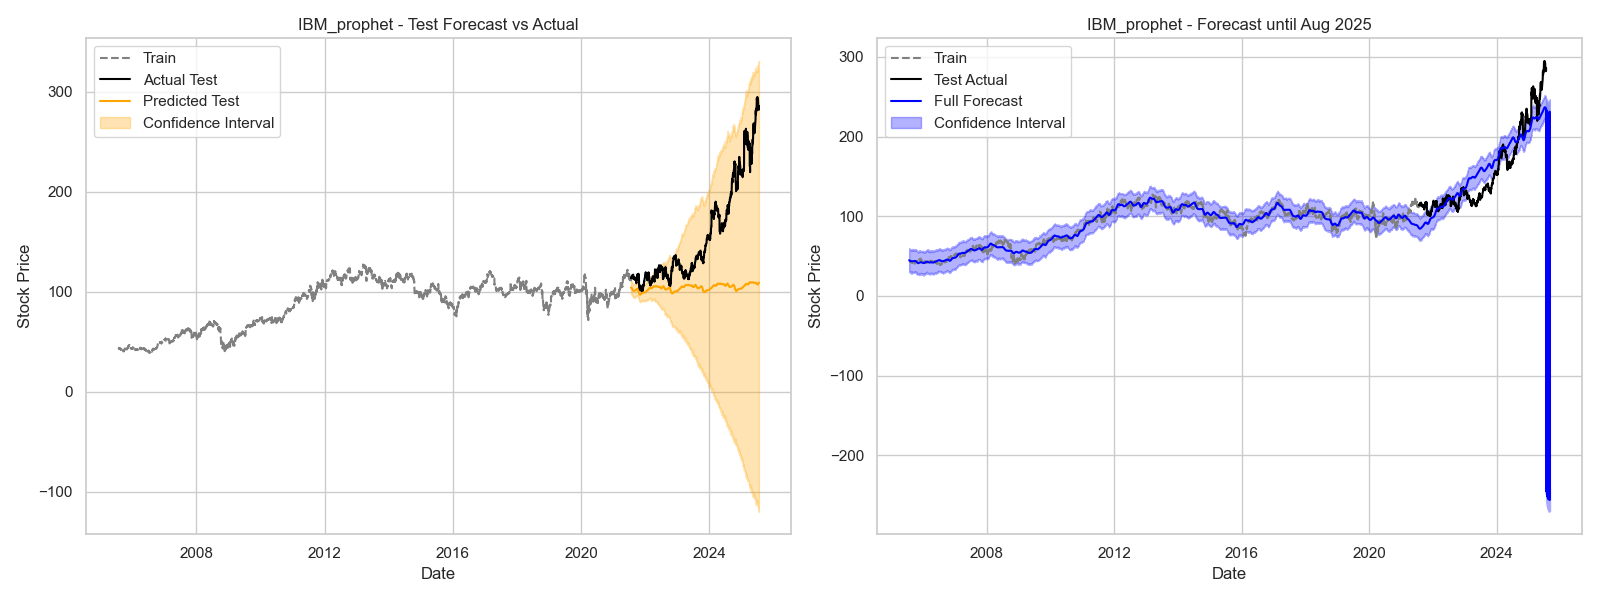 IBM_prophet - Test Forecast vs Actual
Train
Actual Test
Predicted Test
Confidence Interval
300
200
100
0
−100
Stock Price
2008
2012
2016
2020
2024
Date
IBM_prophet - Forecast until Aug 2025
Train
Test Actual
Full Forecast
Confidence Interval
300
200
100
0
−100
−200
Stock Price
2008
2012
2016
2020
2024
Date